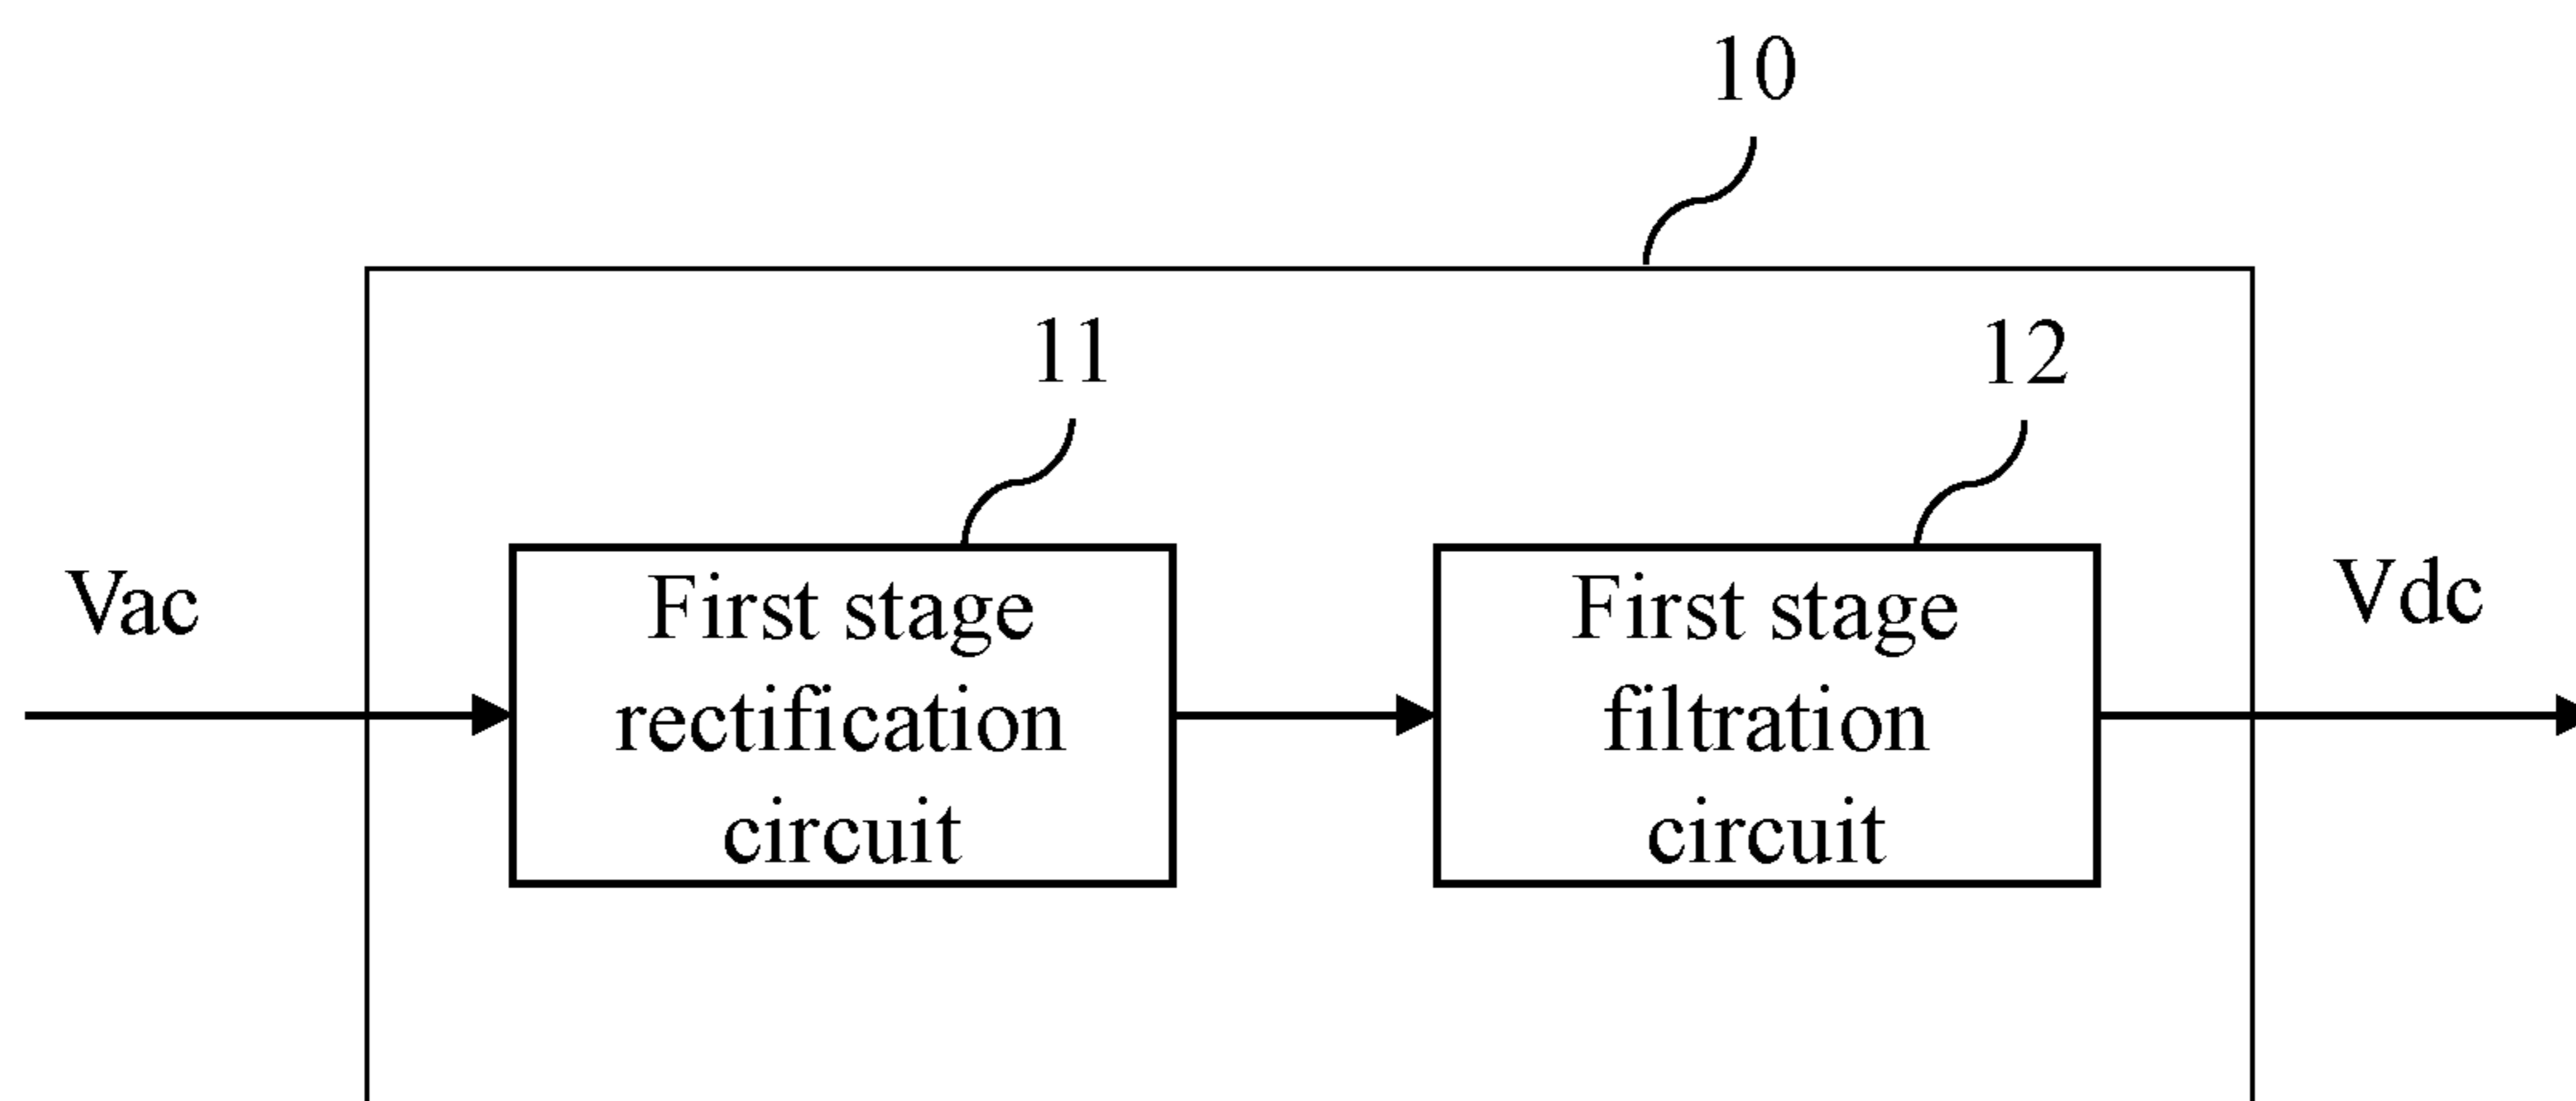 10
11
12
Vac
First stage
rectification
circuit
First stage
filtration
circuit
Vdc